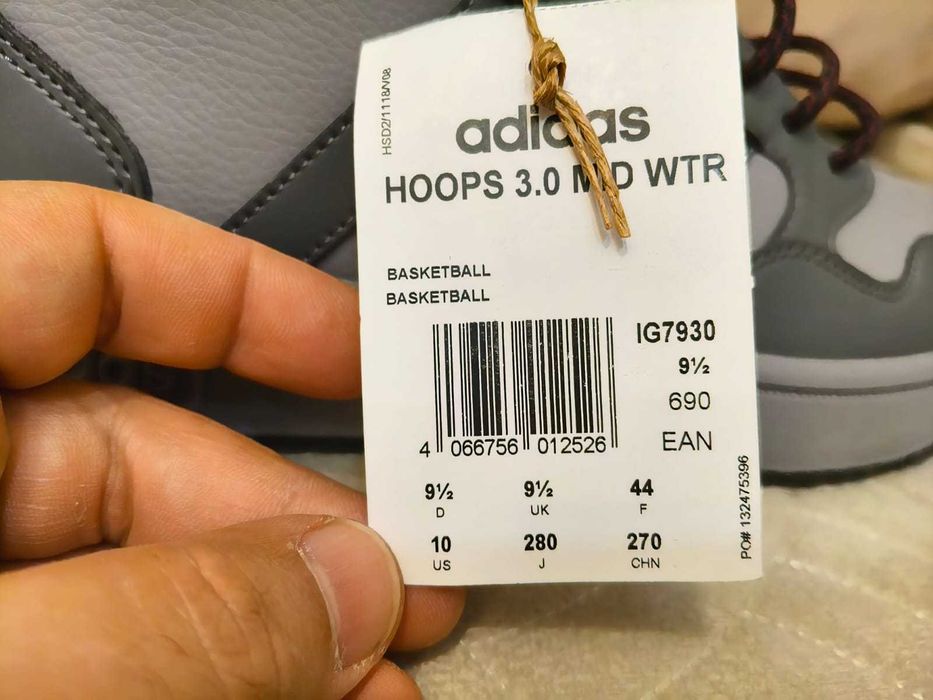 HSD2/1118/V08
adidas
HOOPS 3.0 MID WTR
BASKETBALL
BASKETBALL
IG7930
9½
690
4 066756 012526 EAN
9½ 9½ 44
D UK F
10 280 270
US J CHN
PO# 132475396